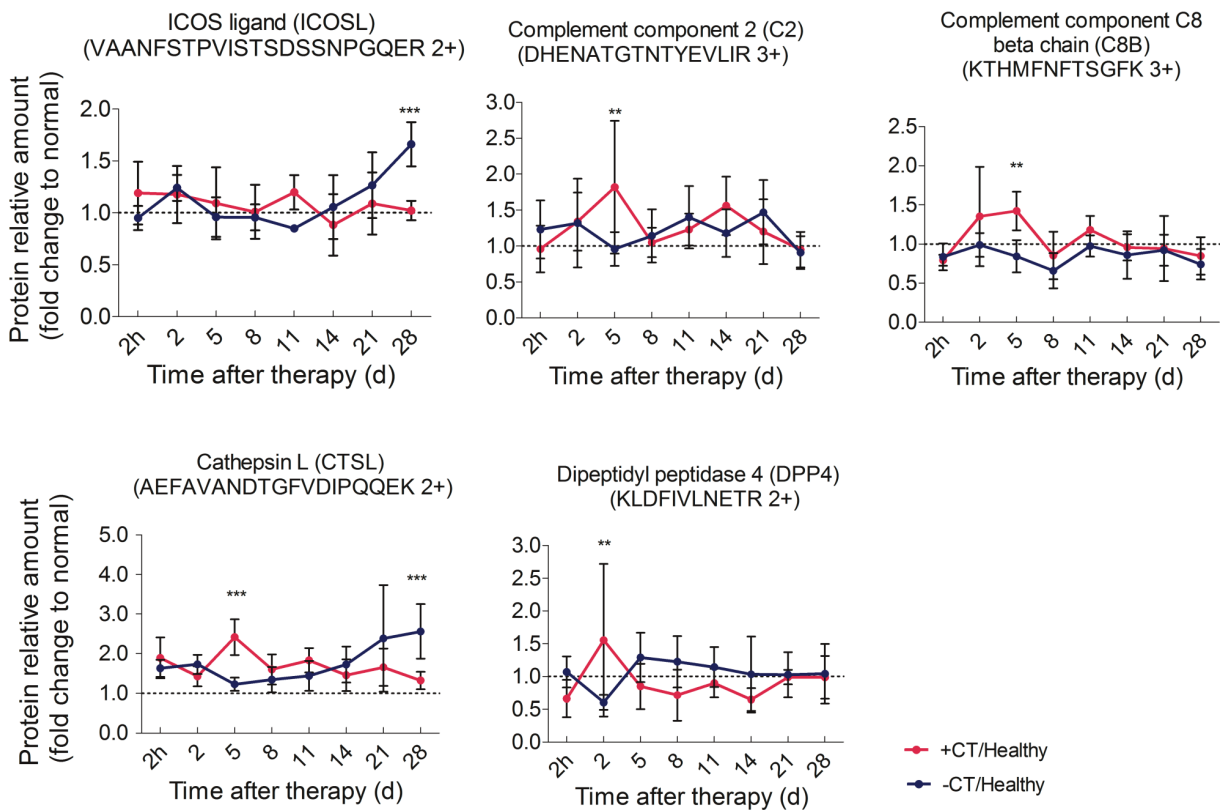 ICOS ligand (ICOSL)
(VAANFSTPVISTSDSSNPGQER 2+)
Protein relative amount
(fold change to normal)
2.0
1.5
1.0
0.5
0.0
***
2h
2
5
8
11
14
21
28
Time after therapy (d)
Complement component 2 (C2)
(DHENATGTNTYEVLIR 3+)
3.0
2.5
2.0
1.5
1.0
0.5
0.0
**
2h
2
5
8
11
14
21
28
Time after therapy (d)
Complement component C8
beta chain (C8B)
(KTHMFNFTSGFK 3+)
2.5
2.0
1.5
1.0
0.5
0.0
**
2h
2
5
8
11
14
21
28
Time after therapy (d)
Cathepsin L (CTSL)
(AEFAVANDTGFVDIPQQEK 2+)
Protein relative amount
(fold change to normal)
5.0
4.0
3.0
2.0
1.0
0.0
***
***
2h
2
5
8
11
14
21
28
Time after therapy (d)
Dipeptidyl peptidase 4 (DPP4)
(KLDFIVLNETR 2+)
3.0
2.5
2.0
1.5
1.0
0.5
0.0
**
2h
2
5
8
11
14
21
28
Time after therapy (d)
+CT/Healthy
-CT/Healthy